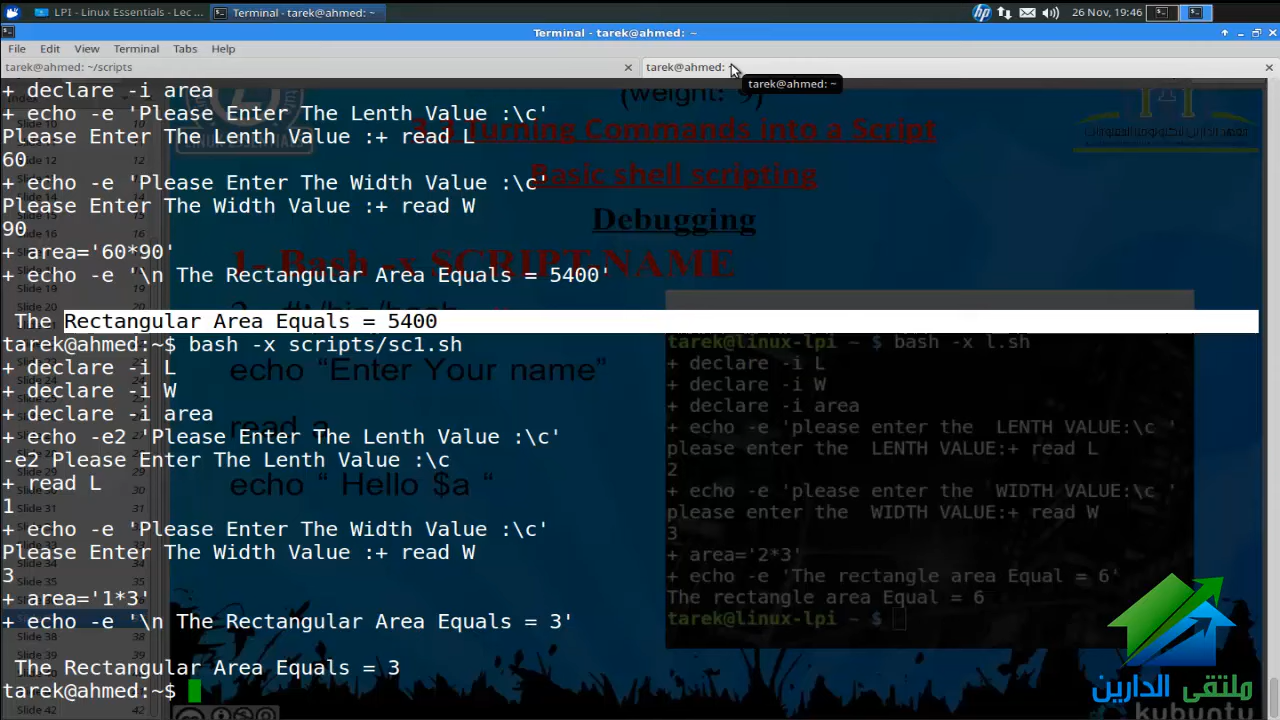 LPI - Linux Essentials - Lec ...
Terminal - tarek@ahmed: ~
26 Nov, 19:46
Terminal - tarek@ahmed: ~
File Edit View Terminal Tabs Help
tarek@ahmed: ~/scripts
tarek@ahmed: ~
tarek@ahmed: ~
+ declare -i area
+ echo -e 'Please Enter The Lenth Value :\c'
Please Enter The Lenth Value :+ read L
60
+ echo -e 'Please Enter The Width Value :\c'
Please Enter The Width Value :+ read W
90
+ area='60*90'
+ echo -e '\n The Rectangular Area Equals = 5400'
The Rectangular Area Equals = 5400
tarek@ahmed:~$ bash -x scripts/sc1.sh
+ declare -i L
+ declare -i W
+ declare -i area
+ echo -e2 'Please Enter The Lenth Value :\c'
-e2 Please Enter The Lenth Value :\c
+ read L
1
+ echo -e 'Please Enter The Width Value :\c'
Please Enter The Width Value :+ read W
3
+ area='1*3'
+ echo -e '\n The Rectangular Area Equals = 3'
The Rectangular Area Equals = 3
tarek@ahmed:~$
(weight: 9)
3.3 Turning Commands into a Script
Basic shell scripting
Debugging
1- Bash -x SCRIPT-NAME
2- #!/bin/bash
echo “Enter Your name”
read a
echo “ Hello $a “
tarek@linux-lpi ~ $ bash -x l.sh
+ declare -i L
+ declare -i W
+ declare -i area
+ echo -e 'please enter the LENTH VALUE:\c '
please enter the LENTH VALUE:+ read L
2
+ echo -e 'please enter the WIDTH VALUE:\c '
please enter the WIDTH VALUE:+ read W
3
+ area='2*3'
+ echo -e 'The rectangle area Equal = 6'
The rectangle area Equal = 6
tarek@linux-lpi ~ $
ملتقى الدارين
kubuntu